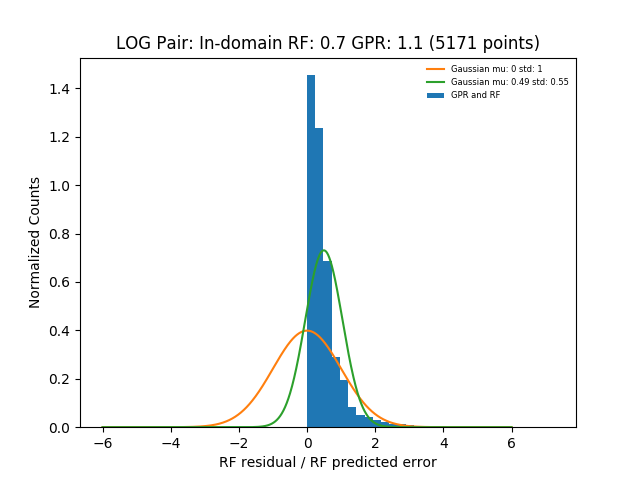 LOG Pair: In-domain RF: 0.7 GPR: 1.1 (5171 points)
Gaussian mu: 0 std: 1
Gaussian mu: 0.49 std: 0.55
GPR and RF
Normalized Counts
1.4
1.2
1.0
0.8
0.6
0.4
0.2
0.0
−6
−4
−2
0
2
4
6
RF residual / RF predicted error